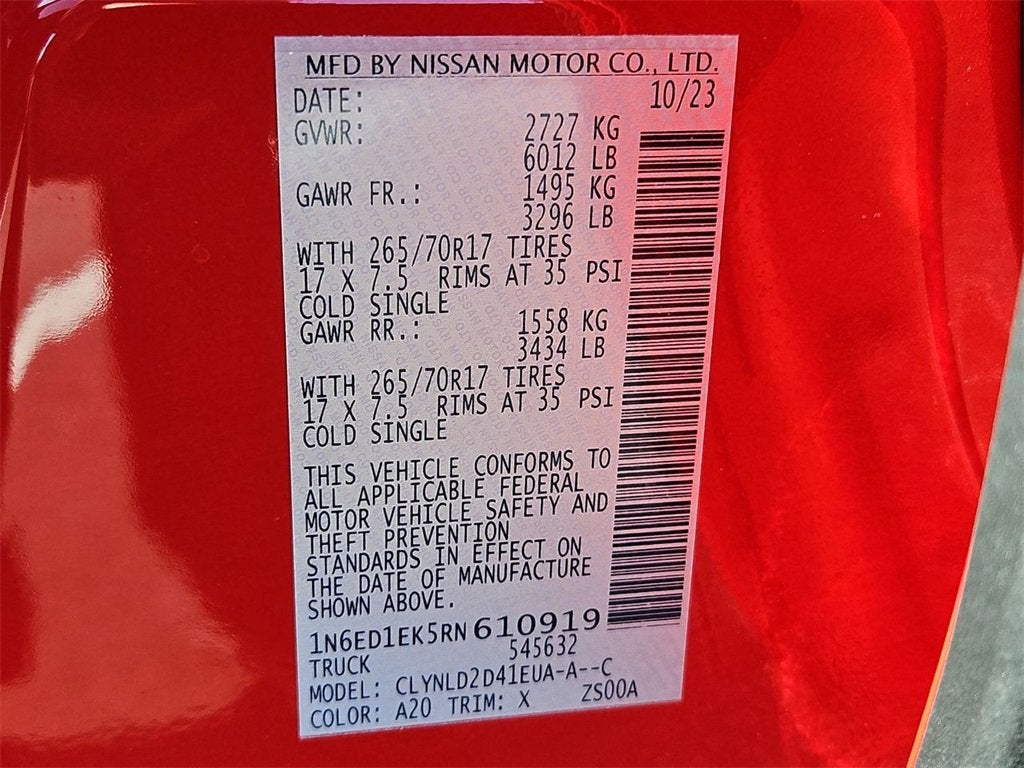 MFD BY NISSAN MOTOR CO., LTD.
DATE: 10/23
GVWR: 2727 KG
6012 LB
GAWR FR.: 1495 KG
3296 LB
WITH 265/70R17 TIRES
17 X 7.5 RIMS AT 35 PSI
COLD SINGLE
GAWR RR.: 1558 KG
3434 LB
WITH 265/70R17 TIRES
17 X 7.5 RIMS AT 35 PSI
COLD SINGLE
THIS VEHICLE CONFORMS TO
ALL APPLICABLE FEDERAL
MOTOR VEHICLE SAFETY AND
THEFT PREVENTION
STANDARDS IN EFFECT ON
THE DATE OF MANUFACTURE
SHOWN ABOVE.
1N6ED1EK5RN610919
TRUCK 545632
MODEL: CLYNLD2D41EUA-A--C
COLOR: A20 TRIM: X ZS00A